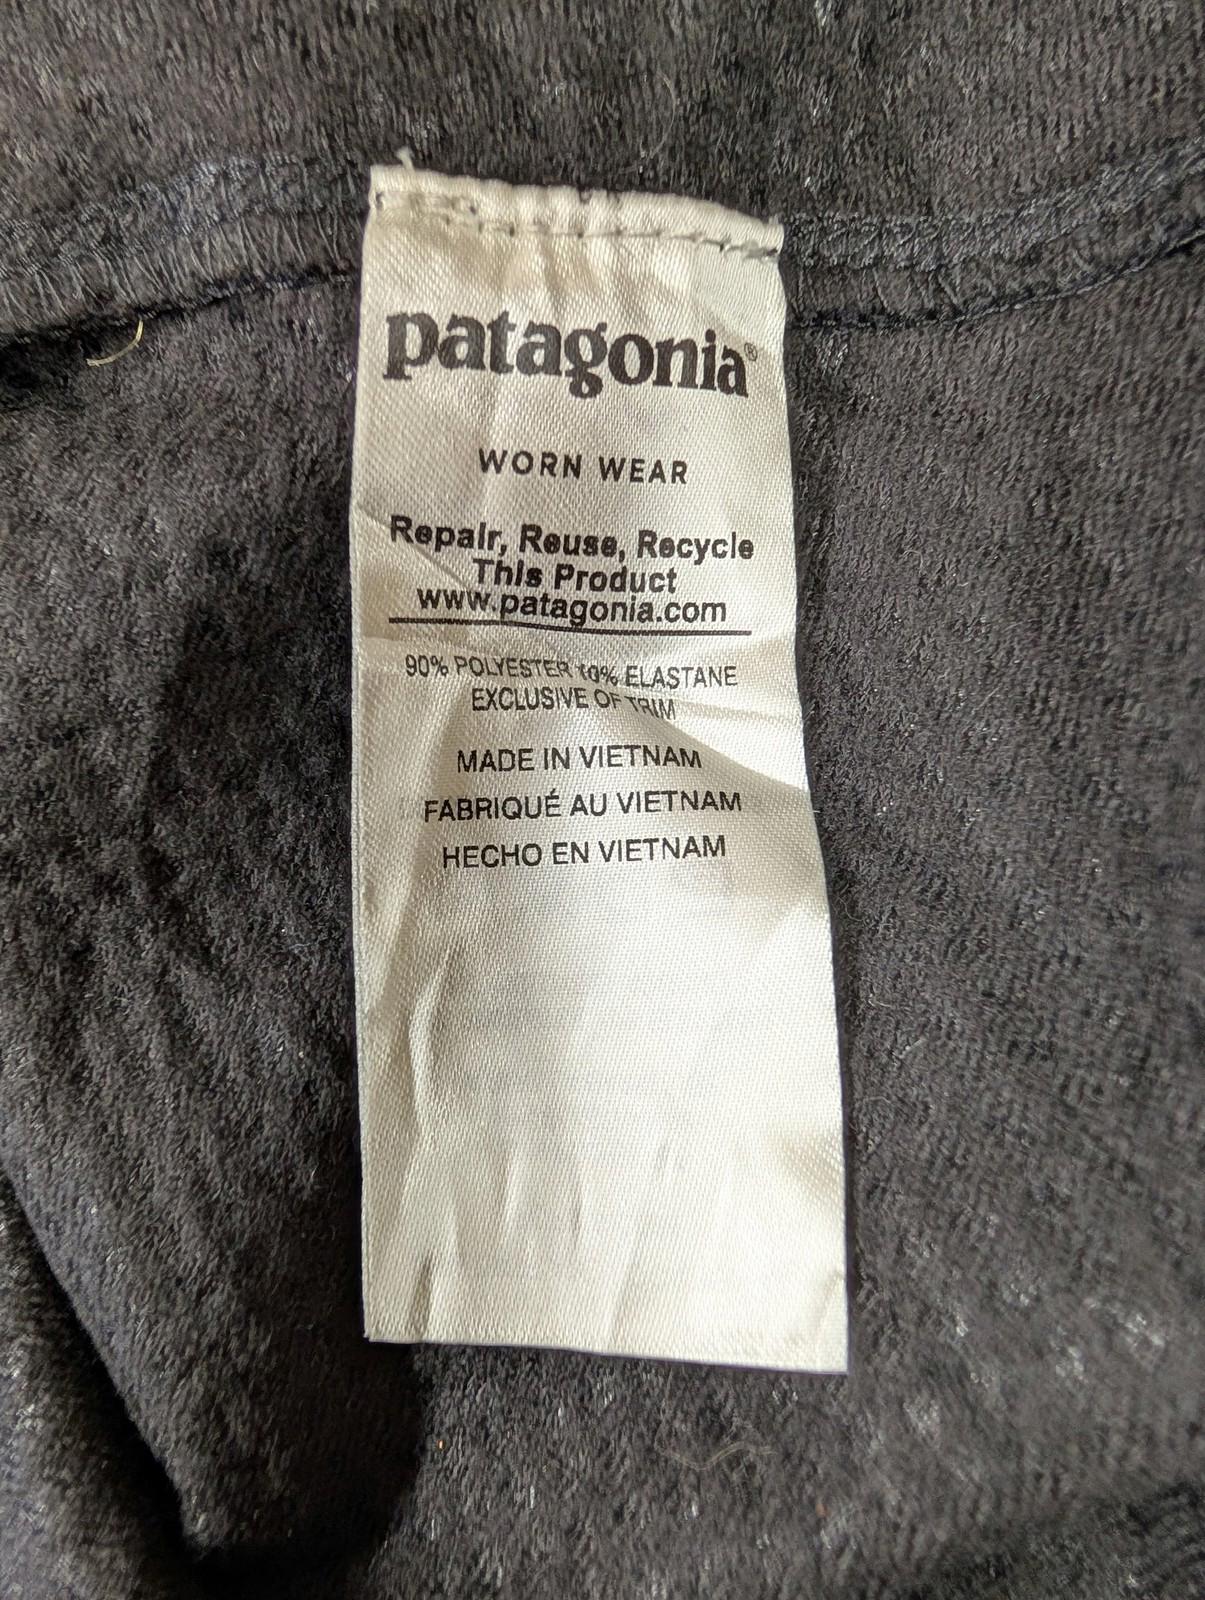 patagonia®
WORN WEAR
Repair, Reuse, Recycle
This Product
www.patagonia.com
90% POLYESTER 10% ELASTANE
EXCLUSIVE OF TRIM
MADE IN VIETNAM
FABRIQUÉ AU VIETNAM
HECHO EN VIETNAM